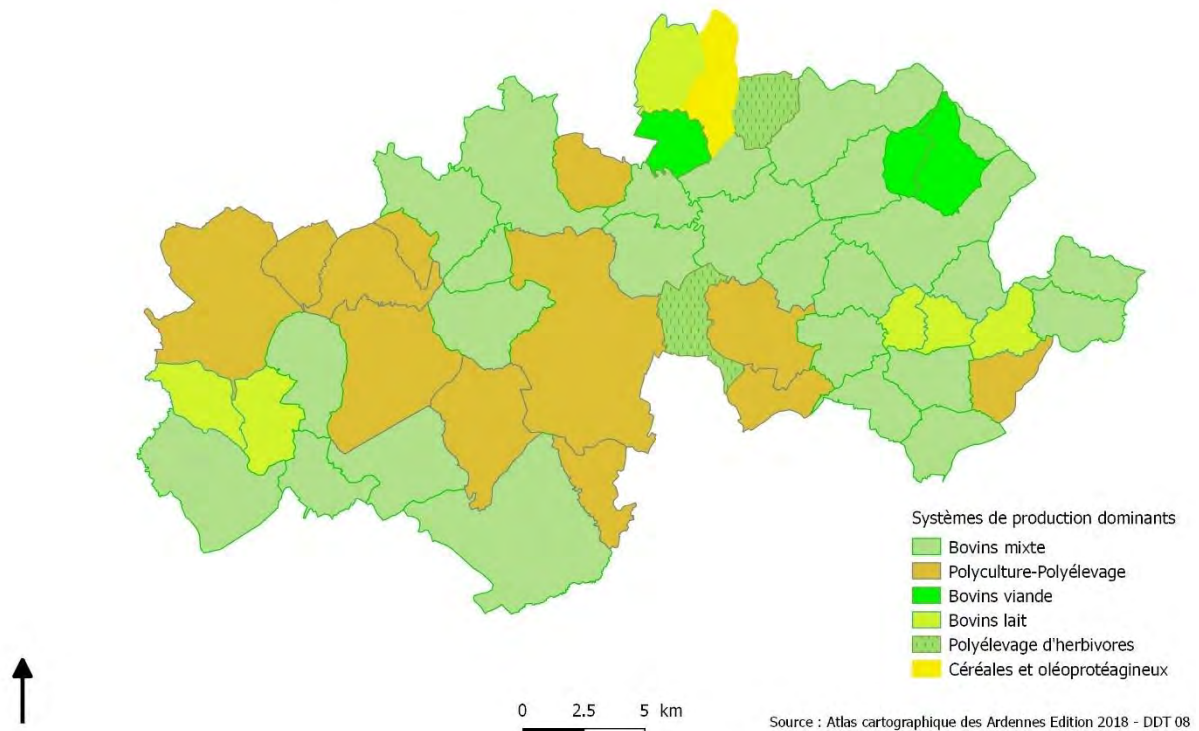 Systèmes de production dominants
Bovins mixte
Polyculture-Polyélevage
Bovins viande
Bovins lait
Polyélevage d'herbivores
Céréales et oléoprotéagineux
0 2.5 5 km
Source : Atlas cartographique des Ardennes Edition 2018 - DDT 08